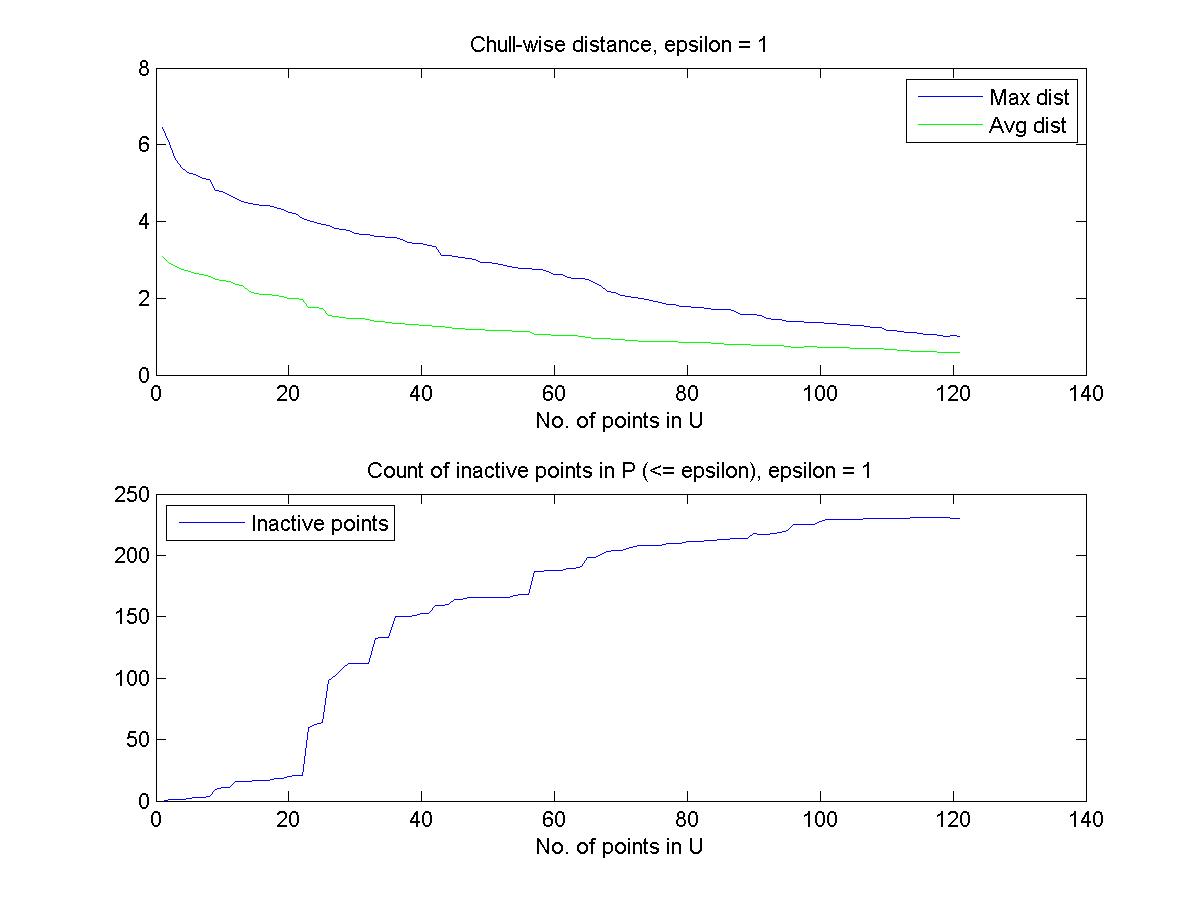 Chull-wise distance, epsilon = 1
8
6
4
2
0
Max dist
Avg dist
0 20 40 60 80 100 120 140
No. of points in U
Count of inactive points in P (<= epsilon), epsilon = 1
250
200
150
100
50
0
Inactive points
0 20 40 60 80 100 120 140
No. of points in U